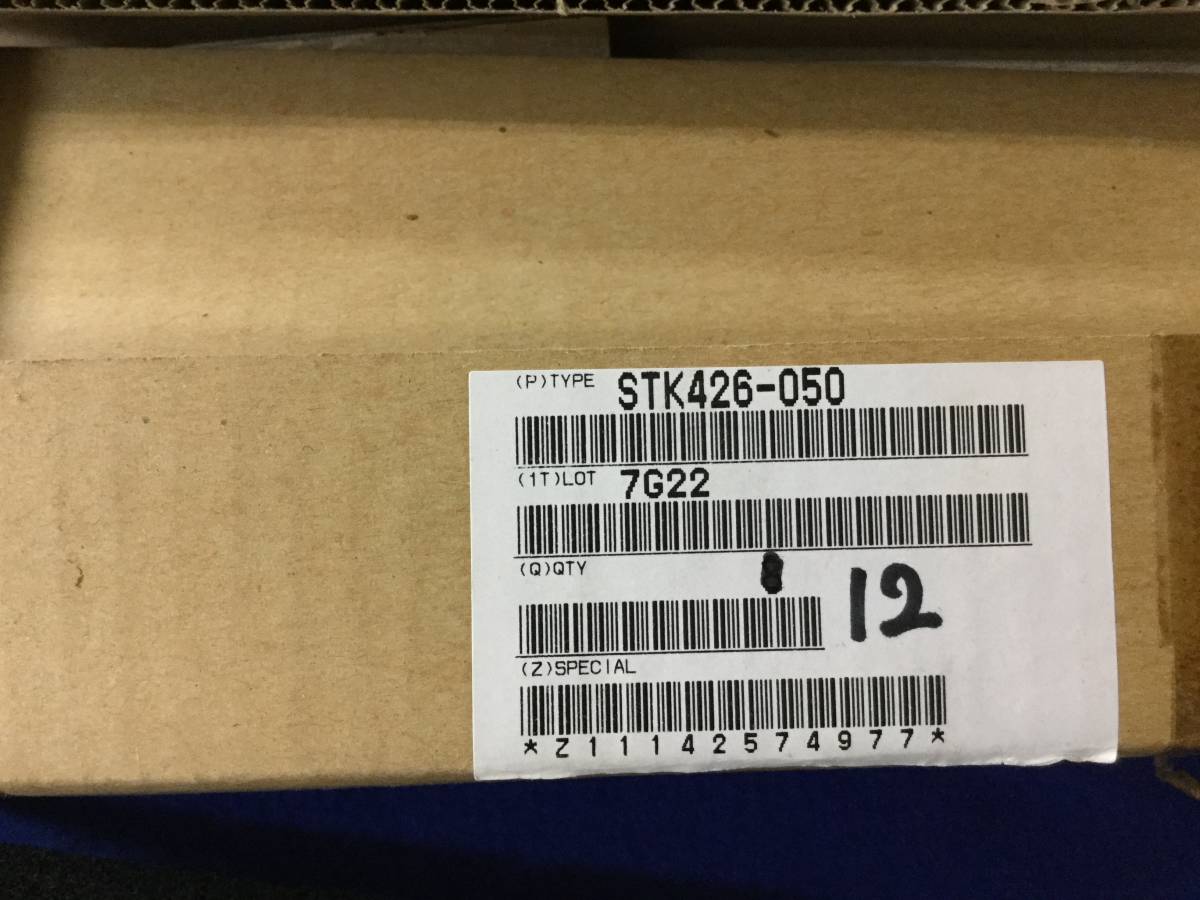 (P)TYPE STK426-050
(1T)LOT 7G22
(Q)QTY
12
(Z)SPECIAL
*Z11142574977*